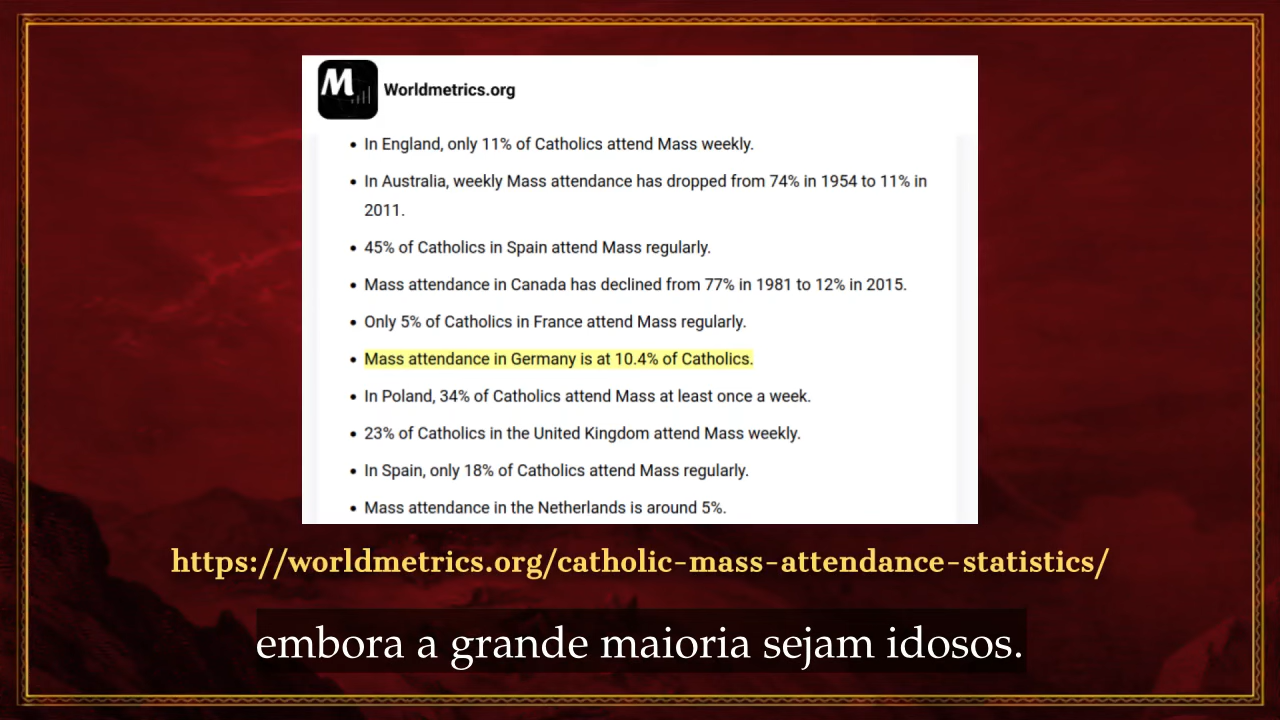 M
Worldmetrics.org
• In England, only 11% of Catholics attend Mass weekly.
• In Australia, weekly Mass attendance has dropped from 74% in 1954 to 11% in
2011.
• 45% of Catholics in Spain attend Mass regularly.
• Mass attendance in Canada has declined from 77% in 1981 to 12% in 2015.
• Only 5% of Catholics in France attend Mass regularly.
• Mass attendance in Germany is at 10.4% of Catholics.
• In Poland, 34% of Catholics attend Mass at least once a week.
• 23% of Catholics in the United Kingdom attend Mass weekly.
• In Spain, only 18% of Catholics attend Mass regularly.
• Mass attendance in the Netherlands is around 5%.
https://worldmetrics.org/catholic-mass-attendance-statistics/
embora a grande maioria sejam idosos.